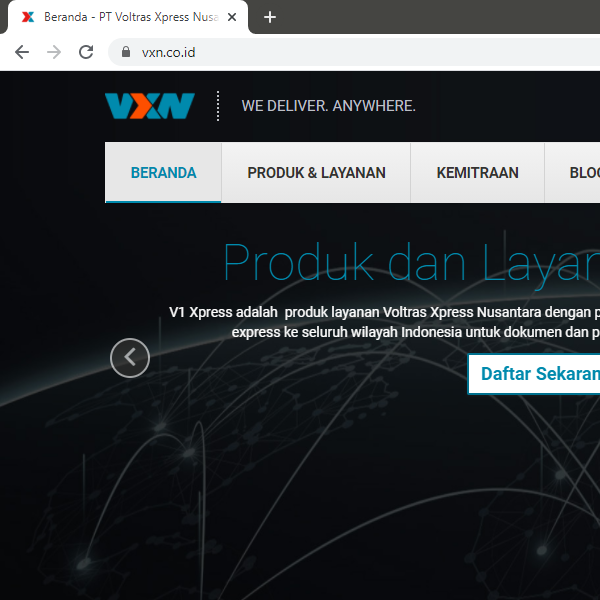 Beranda - PT Voltras Xpress Nusa
vxn.co.id
VXN
WE DELIVER. ANYWHERE.
BERANDA
PRODUK & LAYANAN
KEMITRAAN
BLOG
Produk dan Layan
V1 Xpress adalah produk layanan Voltras Xpress Nusantara dengan p
express ke seluruh wilayah Indonesia untuk dokumen dan p
Daftar Sekaran